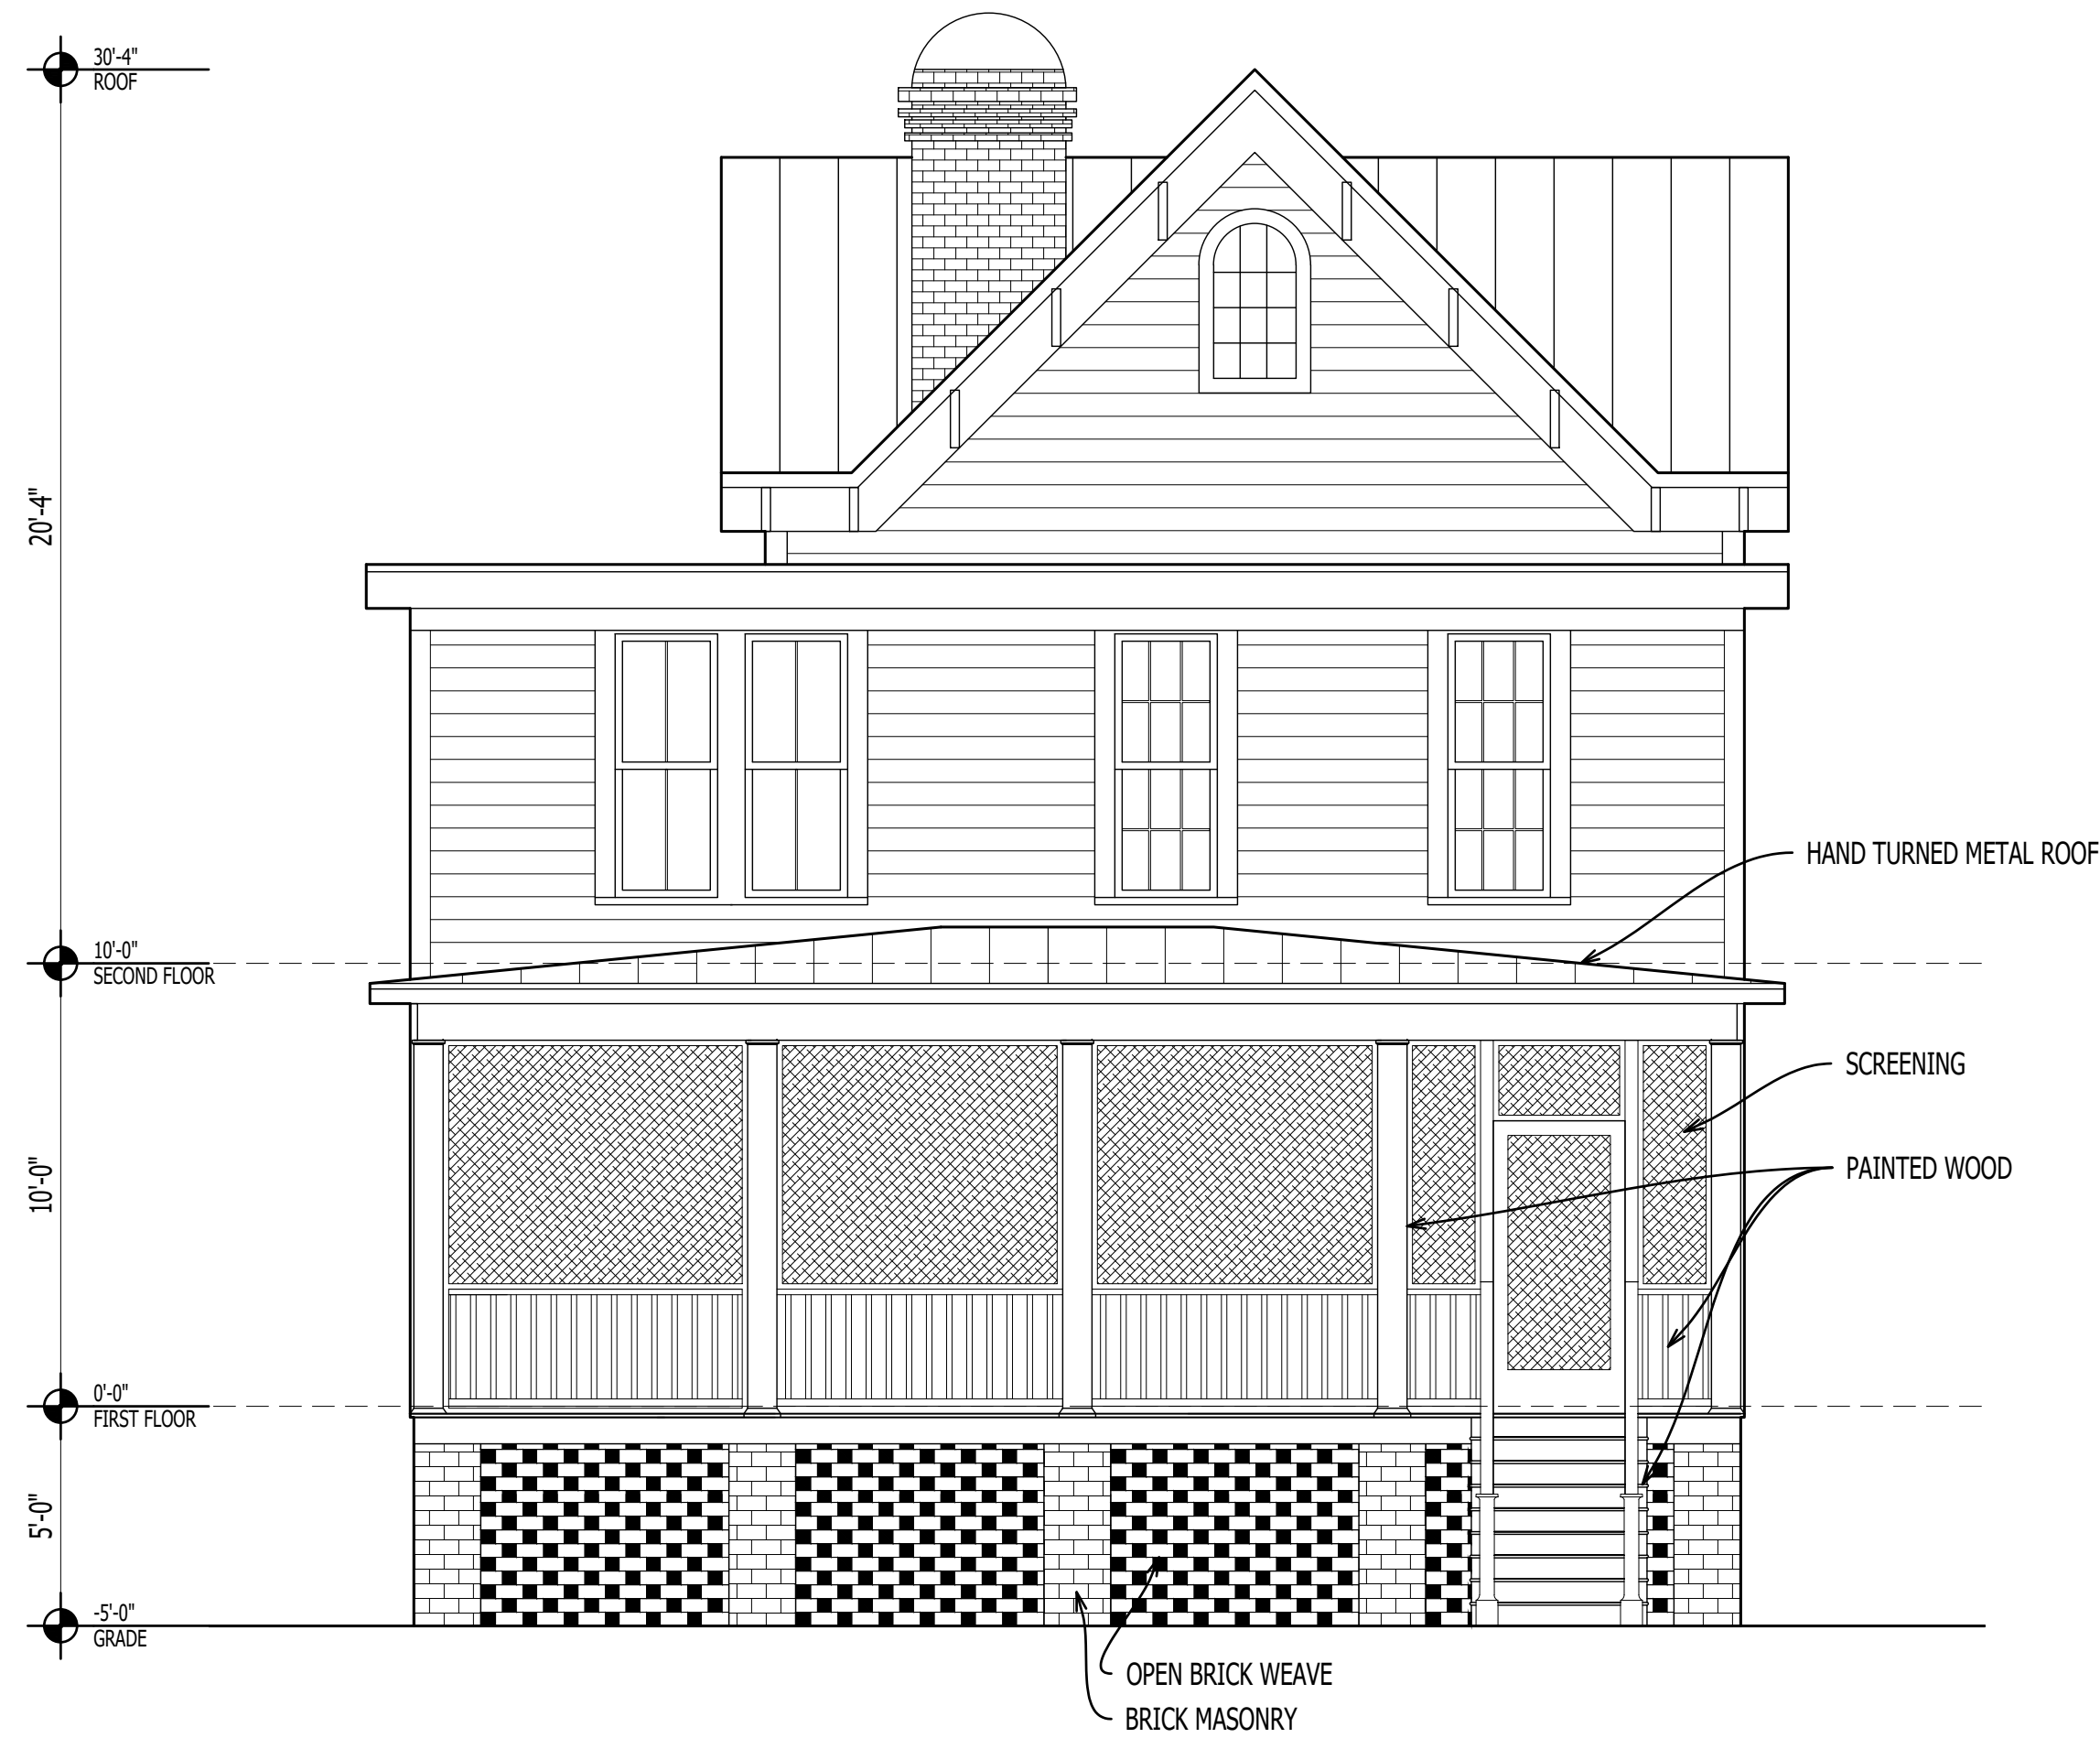 30'-4"
ROOF
20'-4"
HAND TURNED METAL ROOF
10'-0"
SECOND FLOOR
SCREENING
PAINTED WOOD
10'-0"
0'-0"
FIRST FLOOR
5'-0"
-5'-0"
GRADE
OPEN BRICK WEAVE
BRICK MASONRY